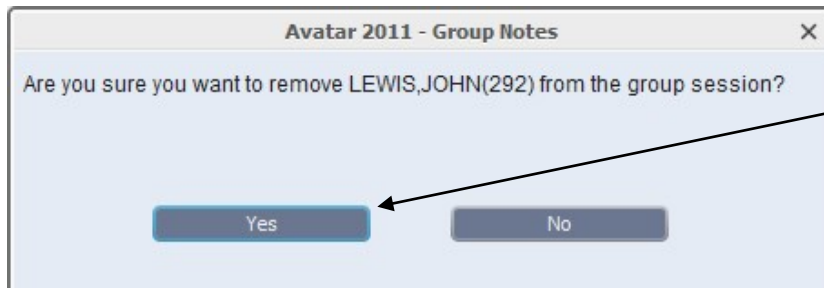 Avatar 2011 - Group Notes
Are you sure you want to remove LEWIS,JOHN(292) from the group session?
Yes No